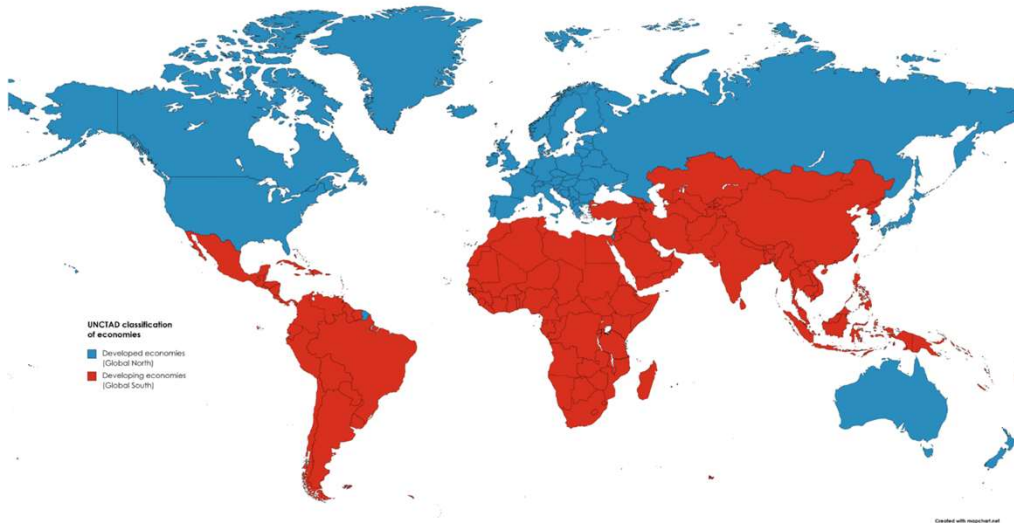 UNCTAD classification
of economies
Developed economies
(Global North)
Developing economies
(Global South)
Created with mapchart.net